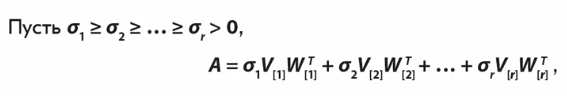 Пусть σ₁ ≥ σ₂ ≥ … ≥ σᵣ > 0,
A = σ₁V₍[1]₎W^T₍[1]₎ + σ₂V₍[2]₎W^T₍[2]₎ + … + σᵣV₍[r]₎W^T₍[r]₎ ,